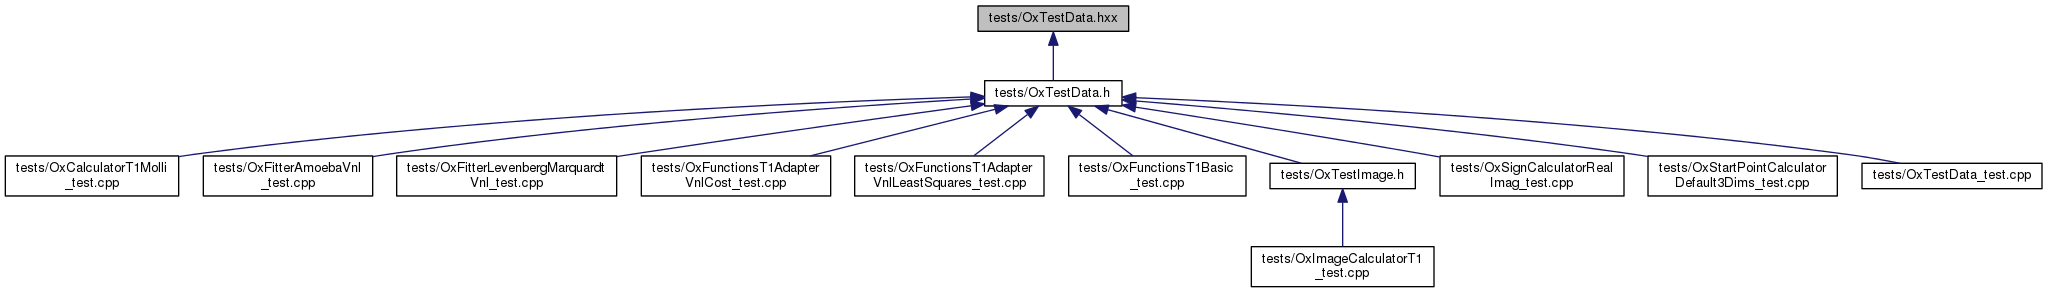 tests/OxTestData.hxx
tests/OxTestData.h
tests/OxCalculatorT1Molli
_test.cpp
tests/OxFitterAmoebaVnl
_test.cpp
tests/OxFitterLevenbergMarquardt
Vnl_test.cpp
tests/OxFunctionsT1Adapter
VnlCost_test.cpp
tests/OxFunctionsT1Adapter
VnlLeastSquares_test.cpp
tests/OxFunctionsT1Basic
_test.cpp
tests/OxTestImage.h
tests/OxSignCalculatorReal
Imag_test.cpp
tests/OxStartPointCalculator
Default3Dims_test.cpp
tests/OxTestData_test.cpp
tests/OxImageCalculatorT1
_test.cpp